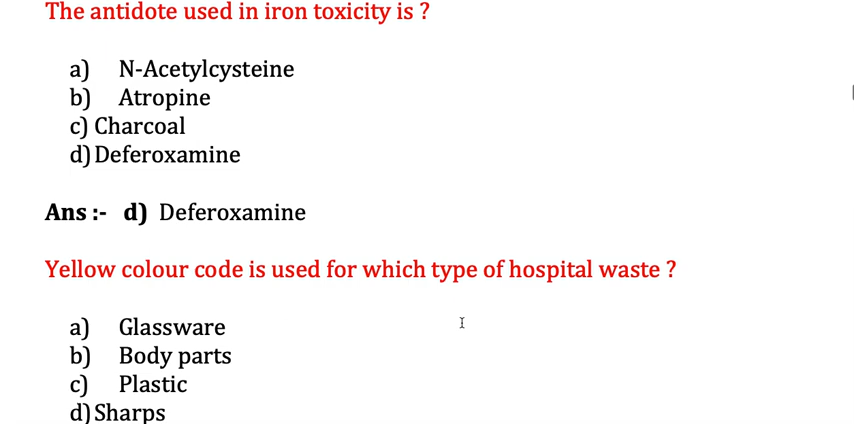 The antidote used in iron toxicity is ?
a) N-Acetylcysteine
b) Atropine
c) Charcoal
d) Deferoxamine
Ans :- d) Deferoxamine
Yellow colour code is used for which type of hospital waste ?
a) Glassware
b) Body parts
c) Plastic
d) Sharps